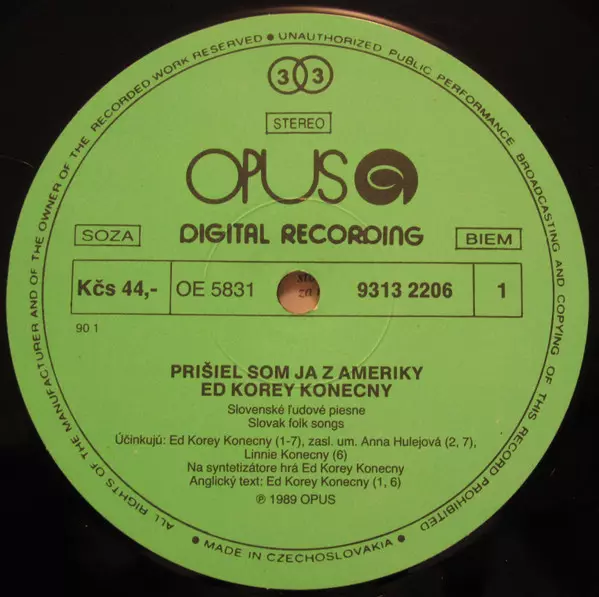 ALL RIGHTS OF THE MANUFACTURER AND OF THE OWNER OF THE RECORDED WORK RESERVED • UNAUTHORIZED PUBLIC PERFORMANCE BROADCASTING AND COPYING OF THIS RECORD PROHIBITED
33
STEREO
OPUS
SOZA
DIGITAL RECORDING
BIEM
Kčs 44,-
OE 5831
9313 2206
1
90 1
PRIŠIEL SOM JA Z AMERIKY
ED KOREY KONECNY
Slovenské ľudové piesne
Slovak folk songs
Účinkujú: Ed Korey Konecny (1-7), zasl. um. Anna Hulejová (2, 7),
Linnie Konecny (6)
Na syntetizátore hrá Ed Korey Konecny
Anglický text: Ed Korey Konecny (1, 6)
℗ 1989 OPUS
• MADE IN CZECHOSLOVAKIA •